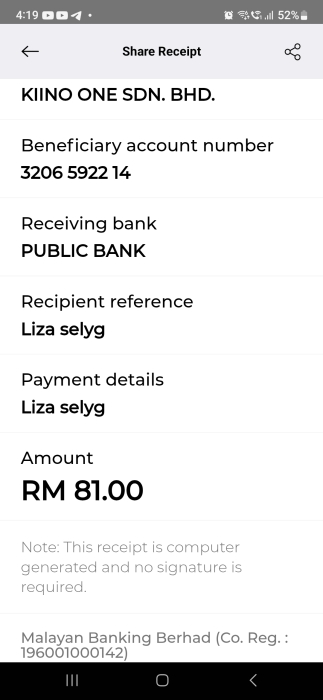 4:19
52%
Share Receipt
KIINO ONE SDN. BHD.
Beneficiary account number
3206 5922 14
Receiving bank
PUBLIC BANK
Recipient reference
Liza selyg
Payment details
Liza selyg
Amount
RM 81.00
Note: This receipt is computer
generated and no signature is
required.
Malayan Banking Berhad (Co. Reg. :
196001000142)